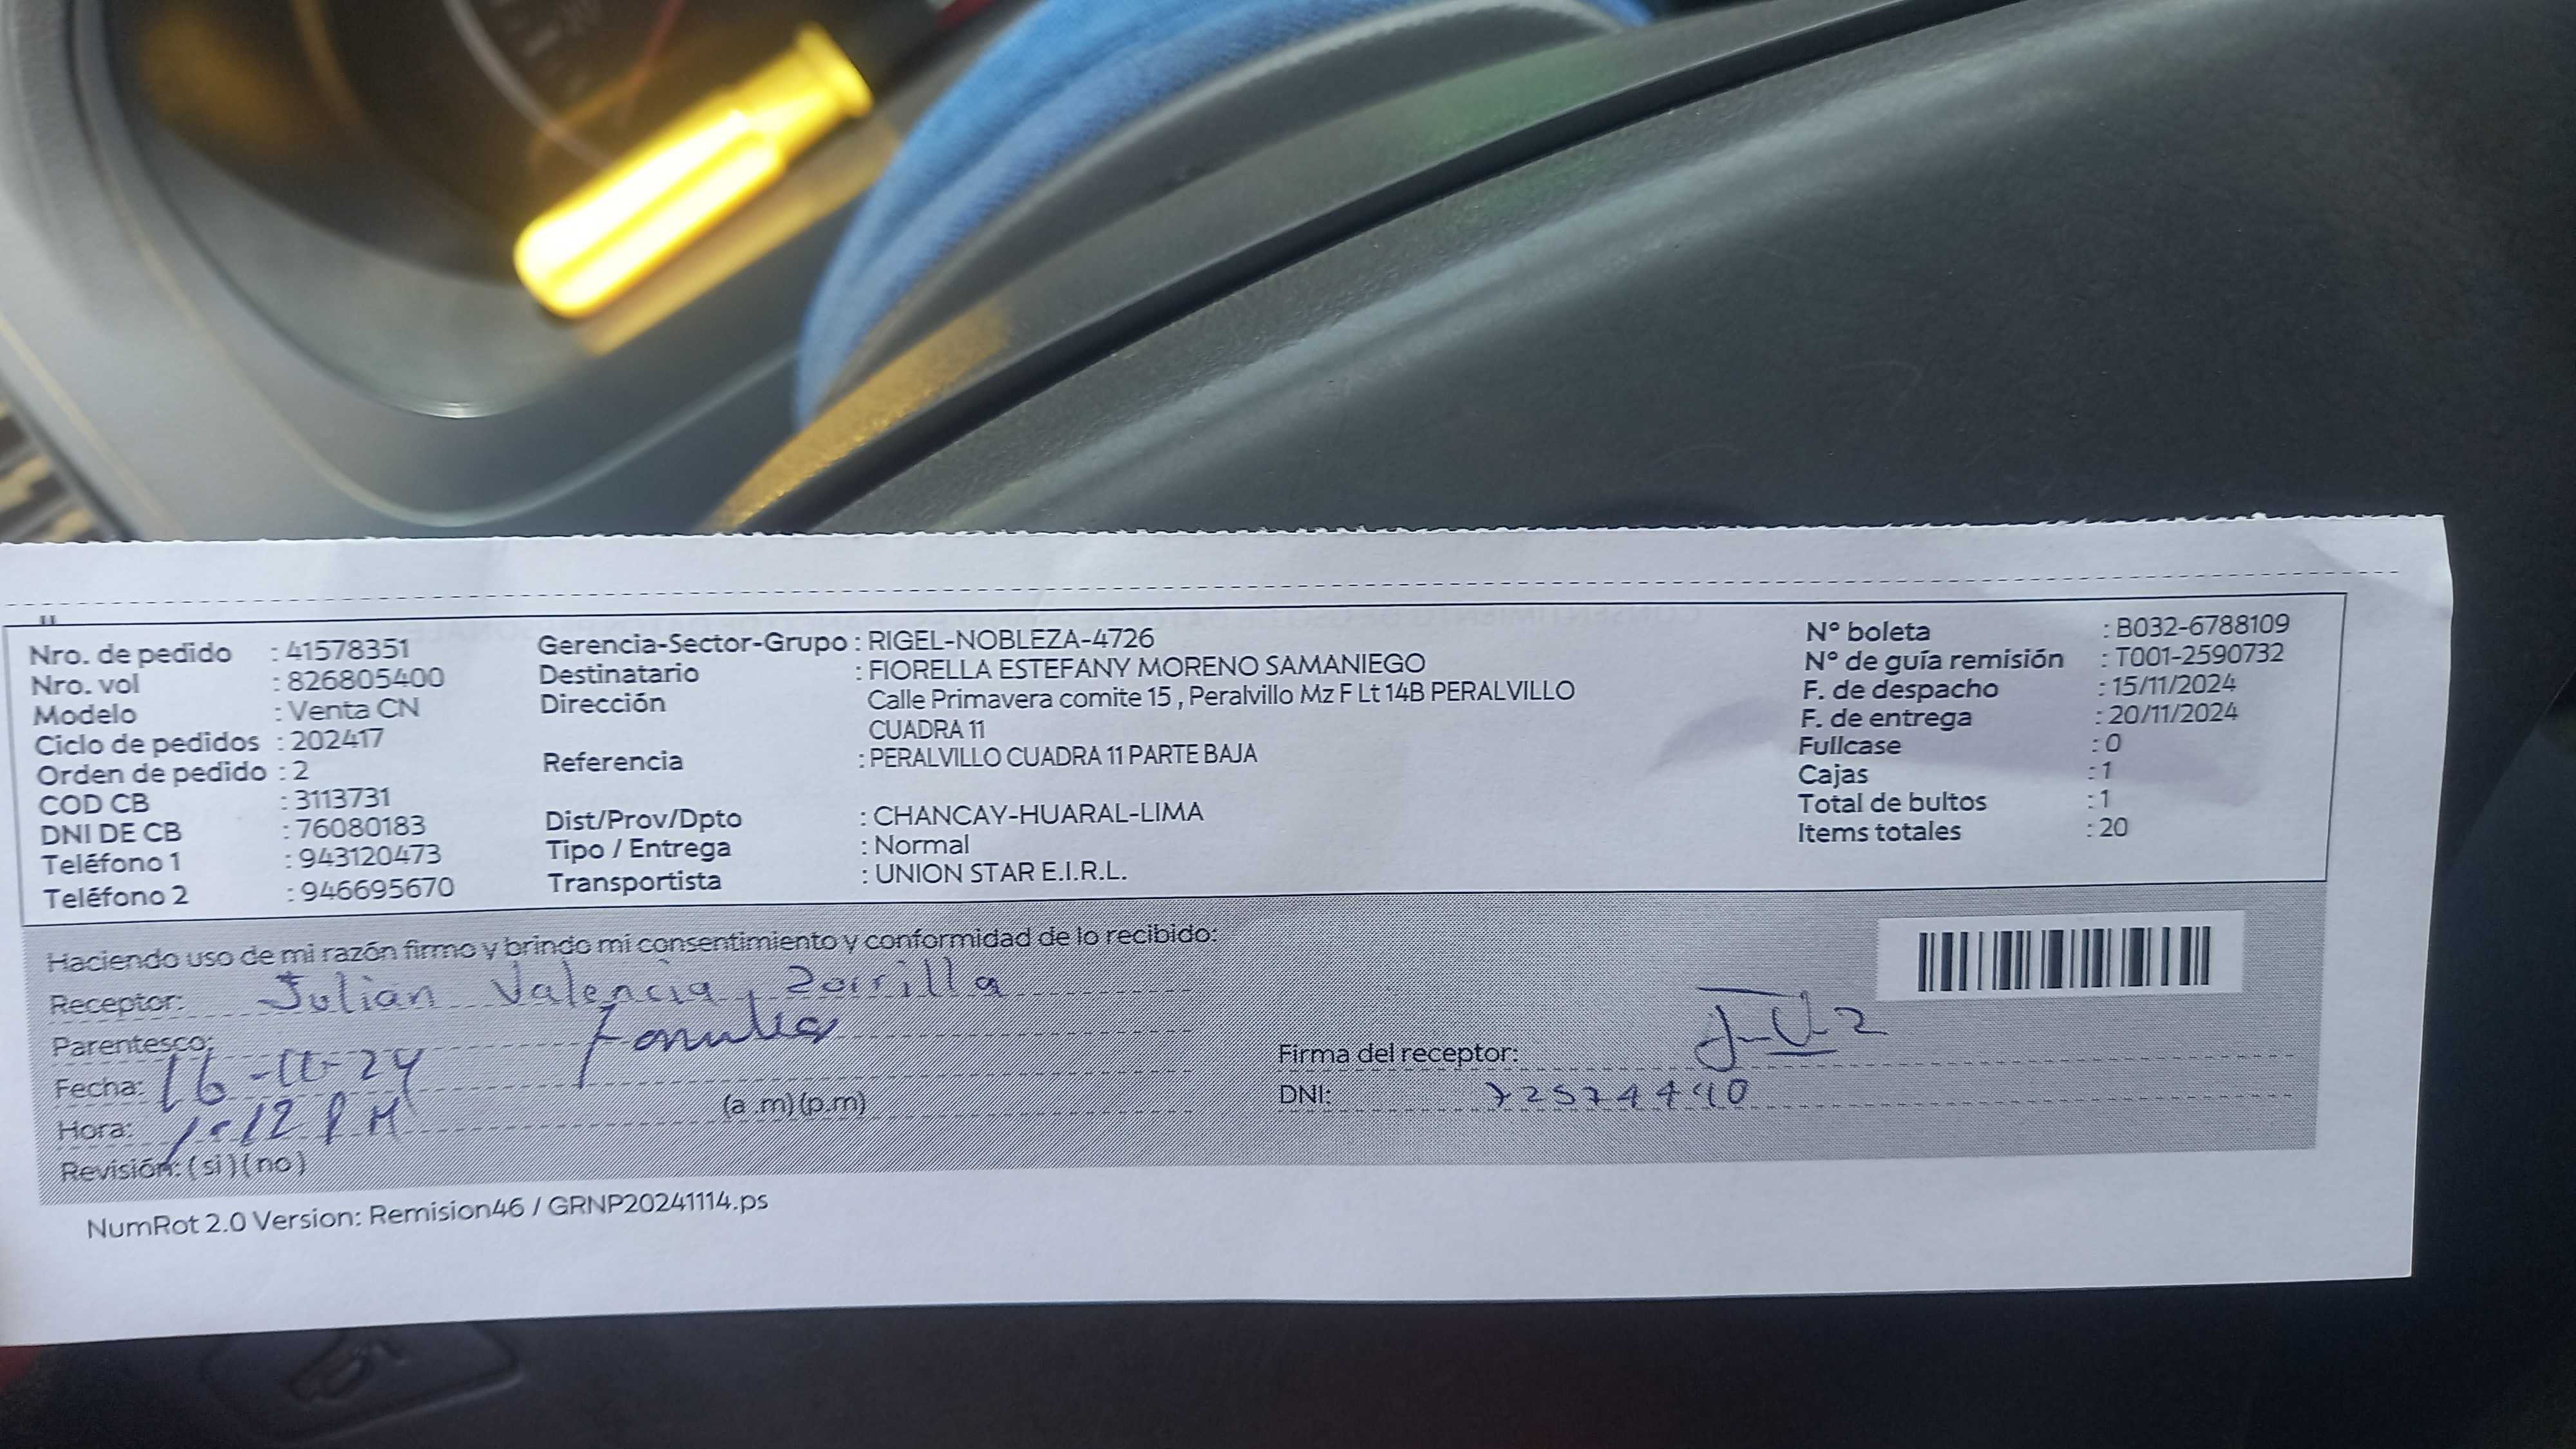 Nro. de pedido : 41578351
Nro. vol : 826805400
Modelo : Venta CN
Ciclo de pedidos : 202417
Orden de pedido : 2
COD CB : 3113731
DNI DE CB : 76080183
Teléfono 1 : 943120473
Teléfono 2 : 946695670
Gerencia-Sector-Grupo : RIGEL-NOBLEZA-4726
Destinatario : FIORELLA ESTEFANY MORENO SAMANIEGO
Dirección Calle Primavera comite 15 , Peralvillo Mz F Lt 14B PERALVILLO
CUADRA 11
Referencia : PERALVILLO CUADRA 11 PARTE BAJA
Dist/Prov/Dpto : CHANCAY-HUARAL-LIMA
Tipo / Entrega : Normal
Transportista : UNION STAR E.I.R.L.
Nº boleta : B032-6788109
Nº de guía remisión : T001-2590732
F. de despacho : 15/11/2024
F. de entrega : 20/11/2024
Fullcase : 0
Cajas : 1
Total de bultos : 1
Items totales : 20
Haciendo uso de mi razón firmo y brindo mi consentimiento y conformidad de lo recibido:
Receptor: Julian Valencia Zorrilla
Parentesco:
Fecha: 16-11-24
Hora: 1:12 PM (a .m)(p.m)
Revisión: (si)(no)
Firma del receptor: J-V-Z
DNI: 72574440
NumRot 2.0 Version: Remision46 / GRNP20241114.ps